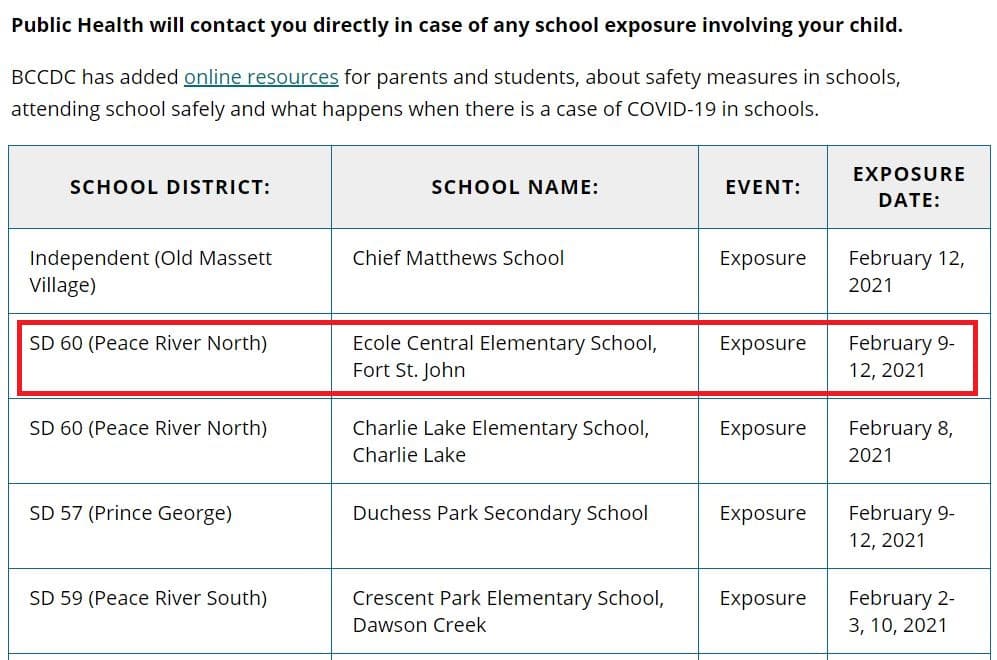 Public Health will contact you directly in case of any school exposure involving your child.
BCCDC has added online resources for parents and students, about safety measures in schools,
attending school safely and what happens when there is a case of COVID-19 in schools.
SCHOOL DISTRICT: SCHOOL NAME: EVENT: EXPOSURE
DATE:
Independent (Old Massett Chief Matthews School Exposure February 12,
Village) 2021
SD 60 (Peace River North) Ecole Central Elementary School, Exposure February 9-
Fort St. John 12, 2021
SD 60 (Peace River North) Charlie Lake Elementary School, Exposure February 8,
Charlie Lake 2021
SD 57 (Prince George) Duchess Park Secondary School Exposure February 9-
12, 2021
SD 59 (Peace River South) Crescent Park Elementary School, Exposure February 2-
Dawson Creek 3, 10, 2021